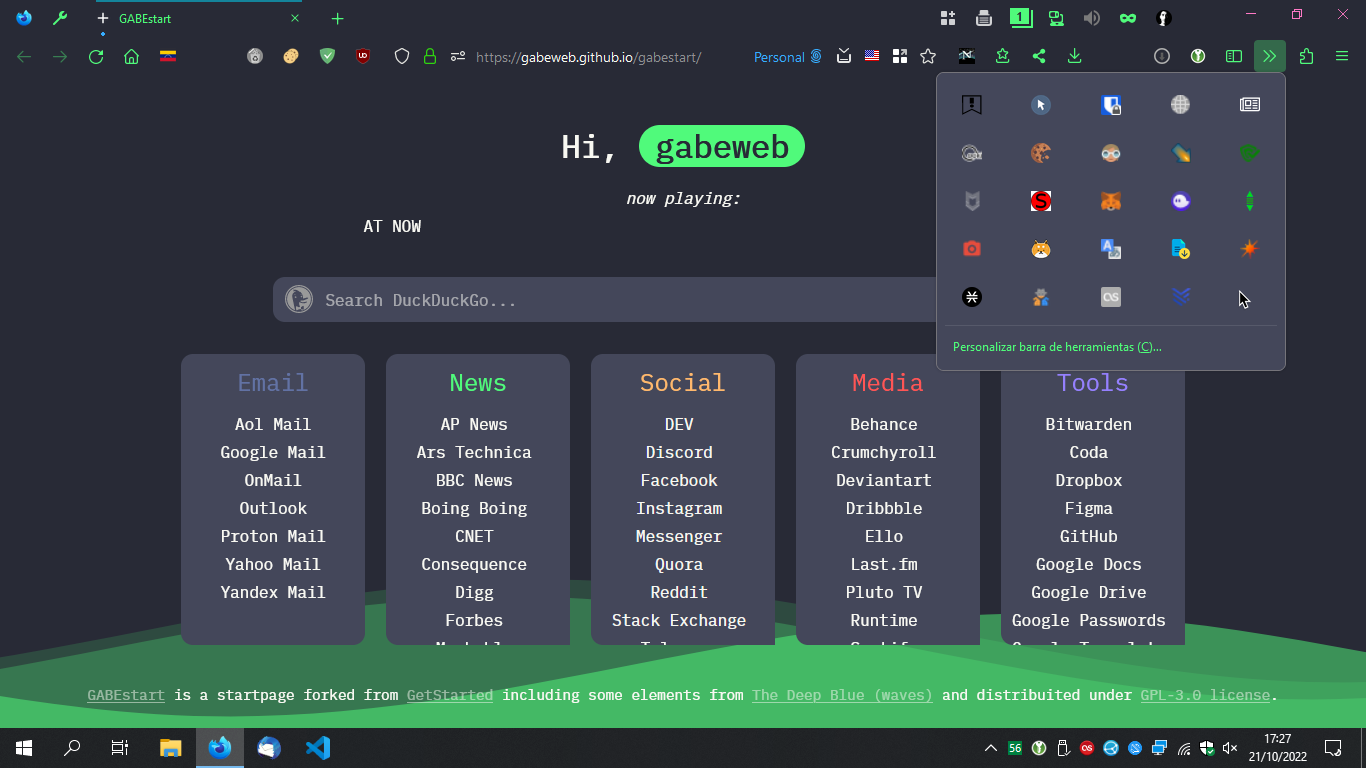 GABEstart
1
https://gabeweb.github.io/gabestart/
Personal
Hi, gabeweb
now playing:
AT NOW
Search DuckDuckGo...
Personalizar barra de herramientas (C)...
Email
Aol Mail
Google Mail
OnMail
Outlook
Proton Mail
Yahoo Mail
Yandex Mail
News
AP News
Ars Technica
BBC News
Boing Boing
CNET
Consequence
Digg
Forbes
Social
DEV
Discord
Facebook
Instagram
Messenger
Quora
Reddit
Stack Exchange
Media
Behance
Crumchyroll
Deviantart
Dribbble
Ello
Last.fm
Pluto TV
Runtime
Tools
Bitwarden
Coda
Dropbox
Figma
GitHub
Google Docs
Google Drive
Google Passwords
GABEstart is a startpage forked from GetStarted including some elements from The Deep Blue (waves) and distribuited under GPL-3.0 license.
56
17:27
21/10/2022